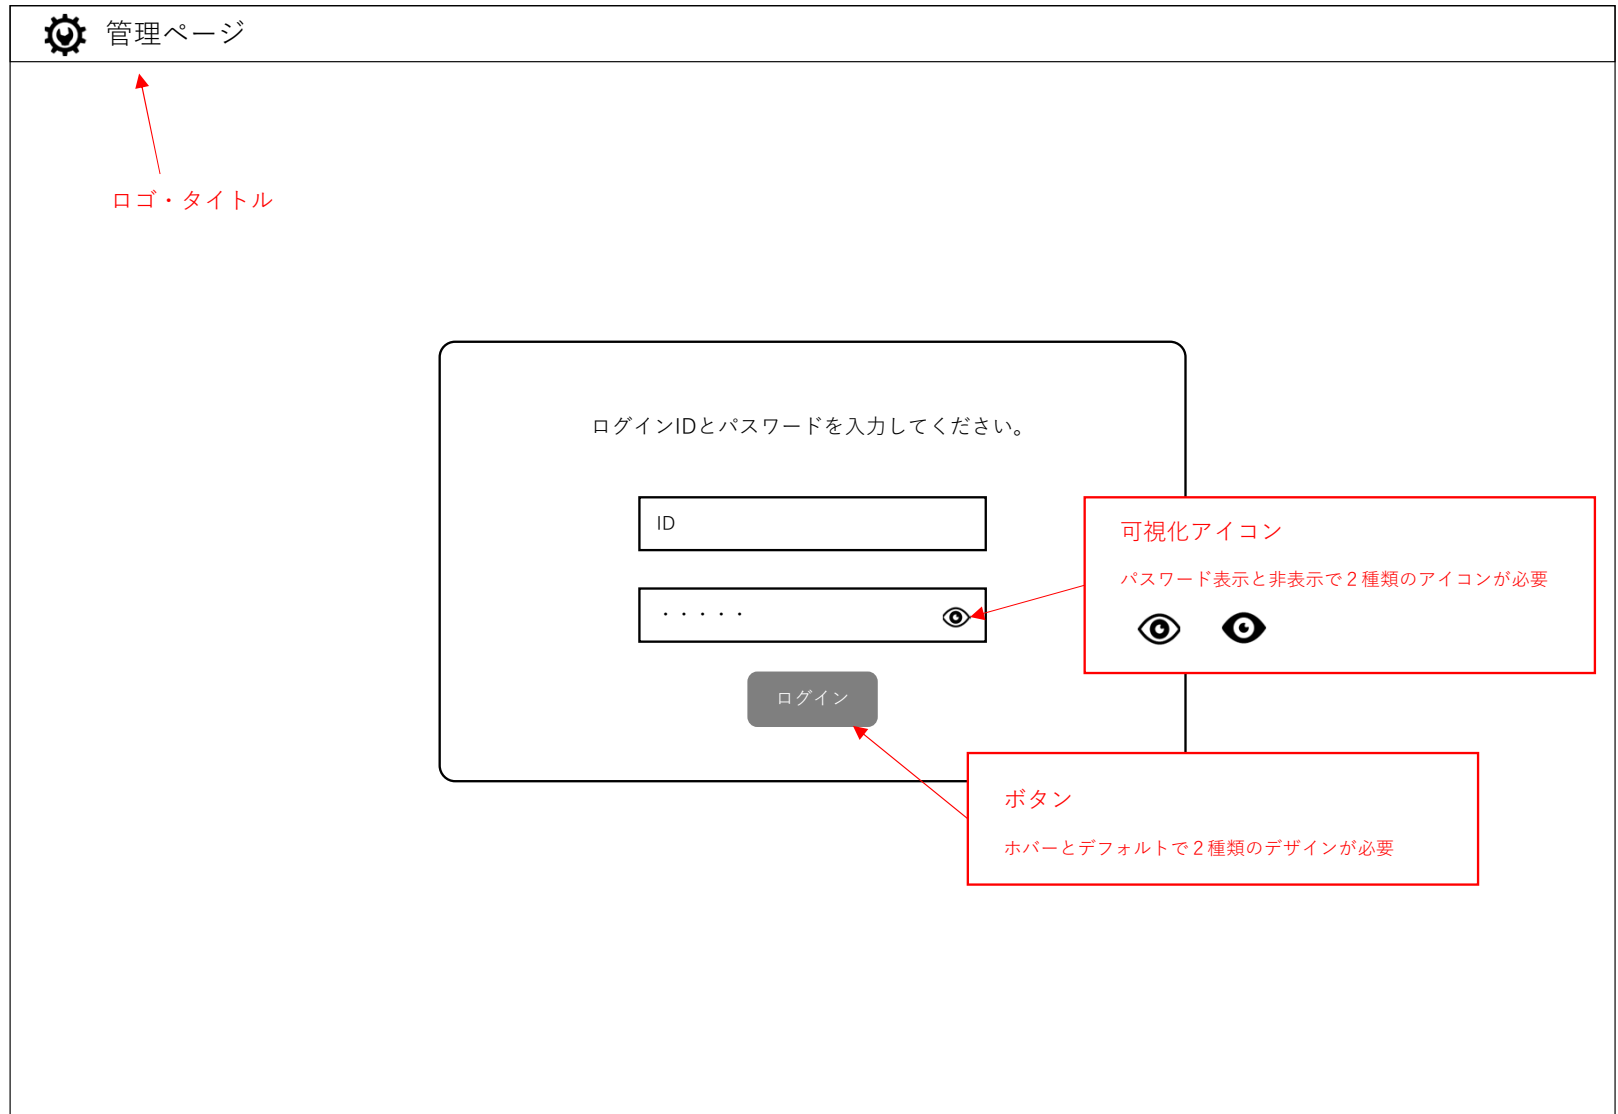 管理ページ
ロゴ・タイトル
ログインIDとパスワードを入力してください。
ID
・・・・・
ログイン
可視化アイコン
パスワード表示と非表示で２種類のアイコンが必要
ボタン
ホバーとデフォルトで２種類のデザインが必要